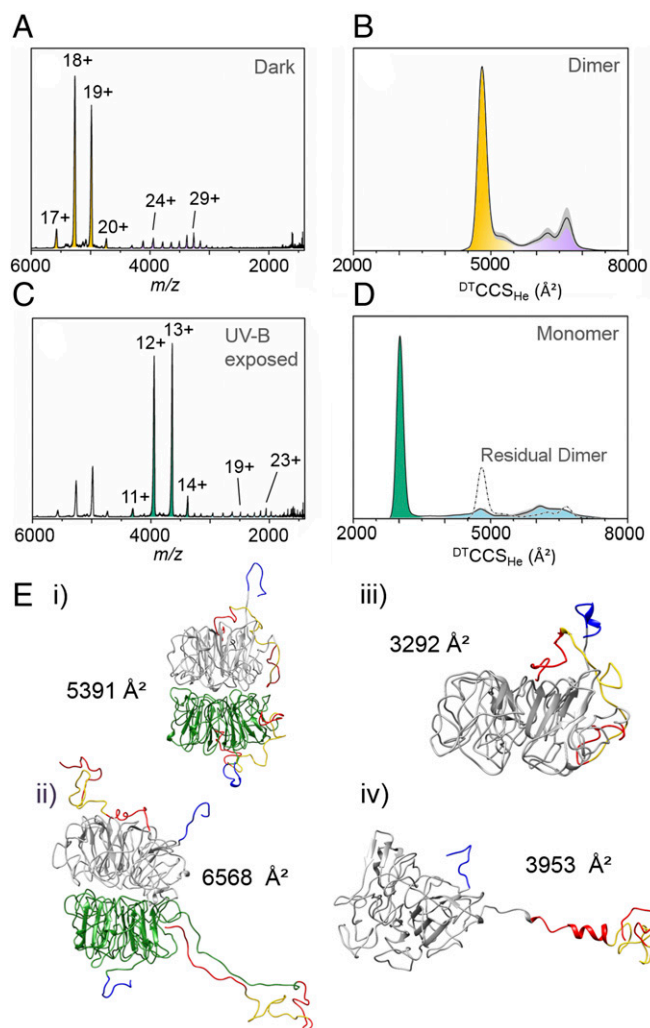 A
Dark
18+
19+
17+
20+
24+
29+
6000 4000 2000
m/z
B
Dimer
2000 5000 8000
ᴰᵀCCS_He (Å²)
C
UV-B
exposed
12+
13+
11+
14+
19+
23+
6000 4000 2000
m/z
D
Monomer
Residual Dimer
2000 5000 8000
ᴰᵀCCS_He (Å²)
E i)
5391 Å²
ii)
6568 Å²
iii)
3292 Å²
iv)
3953 Å²